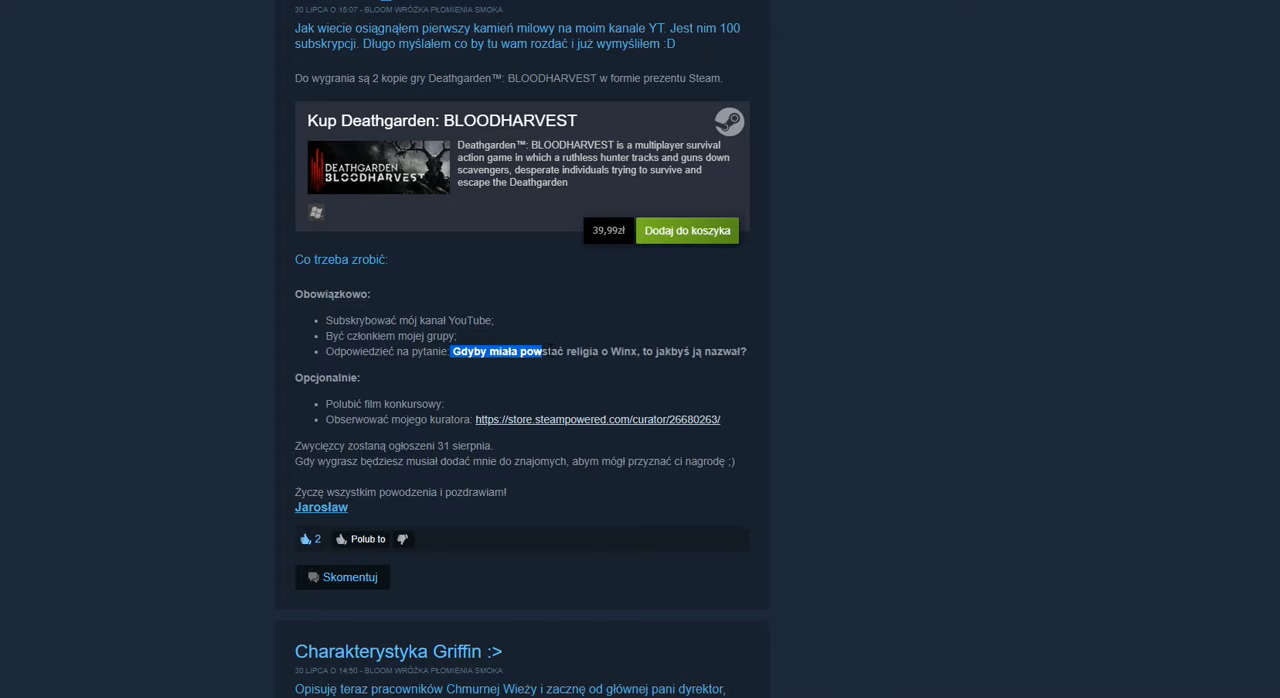 30 LIPCA O 15:07 - BLOOM WRÓŻKA PŁOMIENIA SMOKA
Jak wiecie osiągnąłem pierwszy kamień milowy na moim kanale YT. Jest nim 100
subskrypcji. Długo myślałem co by tu wam rozdać i już wymyśliłem :D
Do wygrania są 2 kopie gry Deathgarden™: BLOODHARVEST w formie prezentu Steam.
Kup Deathgarden: BLOODHARVEST
DEATHGARDEN
BLOODHARVEST
Deathgarden™: BLOODHARVEST is a multiplayer survival
action game in which a ruthless hunter tracks and guns down
scavengers, desperate individuals trying to survive and
escape the Deathgarden
39,99zł
Dodaj do koszyka
Co trzeba zrobić:
Obowiązkowo:
• Subskrybować mój kanał YouTube;
• Być członkiem mojej grupy;
• Odpowiedzieć na pytanie: Gdyby miała powstać religia o Winx, to jakbyś ją nazwał?
Opcjonalnie:
• Polubić film konkursowy:
• Obserwować mojego kuratora: https://store.steampowered.com/curator/26680263/
Zwycięzcy zostaną ogłoszeni 31 sierpnia.
Gdy wygrasz będziesz musiał dodać mnie do znajomych, abym mógł przyznać ci nagrodę ;)
Życzę wszystkim powodzenia i pozdrawiam!
Jarosław
2
Polub to
Skomentuj
Charakterystyka Griffin :>
30 LIPCA O 14:50 - BLOOM WRÓŻKA PŁOMIENIA SMOKA
Opisuję teraz pracowników Chmurnej Wieży i zacznę od głównej pani dyrektor,